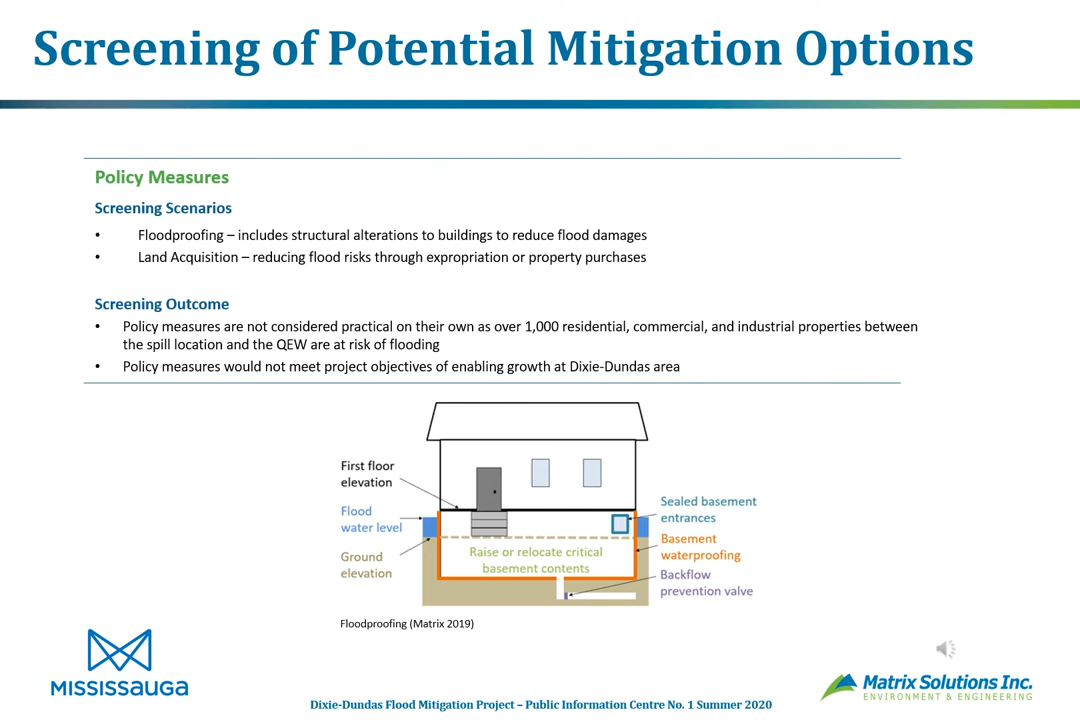 Screening of Potential Mitigation Options
Policy Measures
Screening Scenarios
• Floodproofing – includes structural alterations to buildings to reduce flood damages
• Land Acquisition – reducing flood risks through expropriation or property purchases
Screening Outcome
• Policy measures are not considered practical on their own as over 1,000 residential, commercial, and industrial properties between
the spill location and the QEW are at risk of flooding
• Policy measures would not meet project objectives of enabling growth at Dixie-Dundas area
First floor
elevation
Flood
water level
Ground
elevation
Raise or relocate critical
basement contents
Sealed basement
entrances
Basement
waterproofing
Backflow
prevention valve
Floodproofing (Matrix 2019)
MISSISSAUGA
Matrix Solutions Inc.
ENVIRONMENT & ENGINEERING
Dixie-Dundas Flood Mitigation Project – Public Information Centre No. 1 Summer 2020